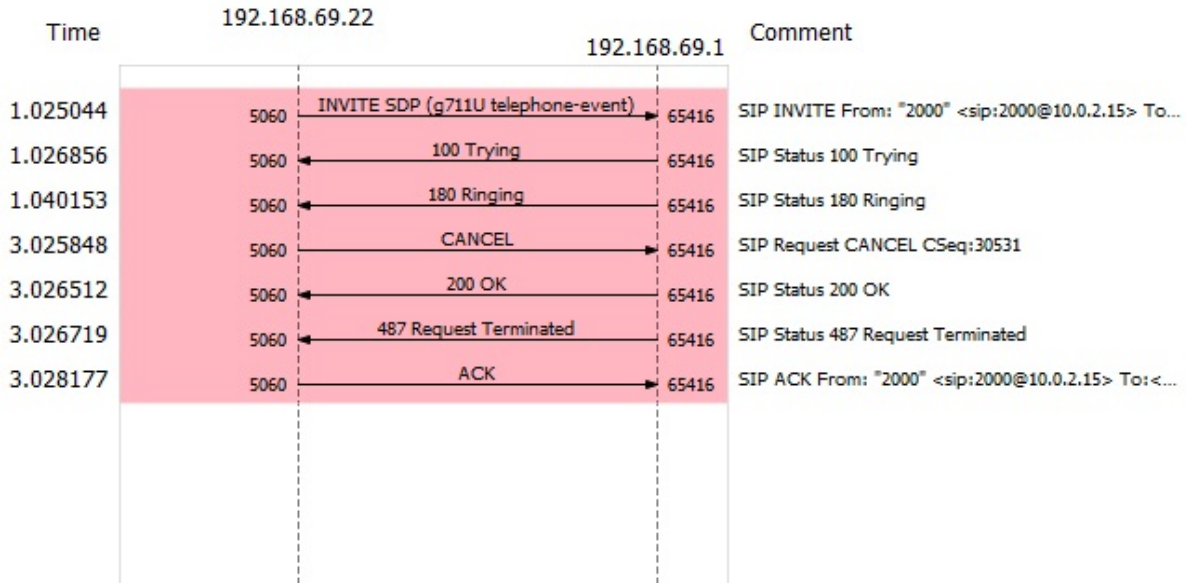 Time 192.168.69.22 192.168.69.1 Comment
1.025044 5060 INVITE SDP (g711U telephone-event) 65416 SIP INVITE From: "2000" <sip:2000@10.0.2.15> To...
1.026856 5060 100 Trying 65416 SIP Status 100 Trying
1.040153 5060 180 Ringing 65416 SIP Status 180 Ringing
3.025848 5060 CANCEL 65416 SIP Request CANCEL CSeq:30531
3.026512 5060 200 OK 65416 SIP Status 200 OK
3.026719 5060 487 Request Terminated 65416 SIP Status 487 Request Terminated
3.028177 5060 ACK 65416 SIP ACK From: "2000" <sip:2000@10.0.2.15> To:<...